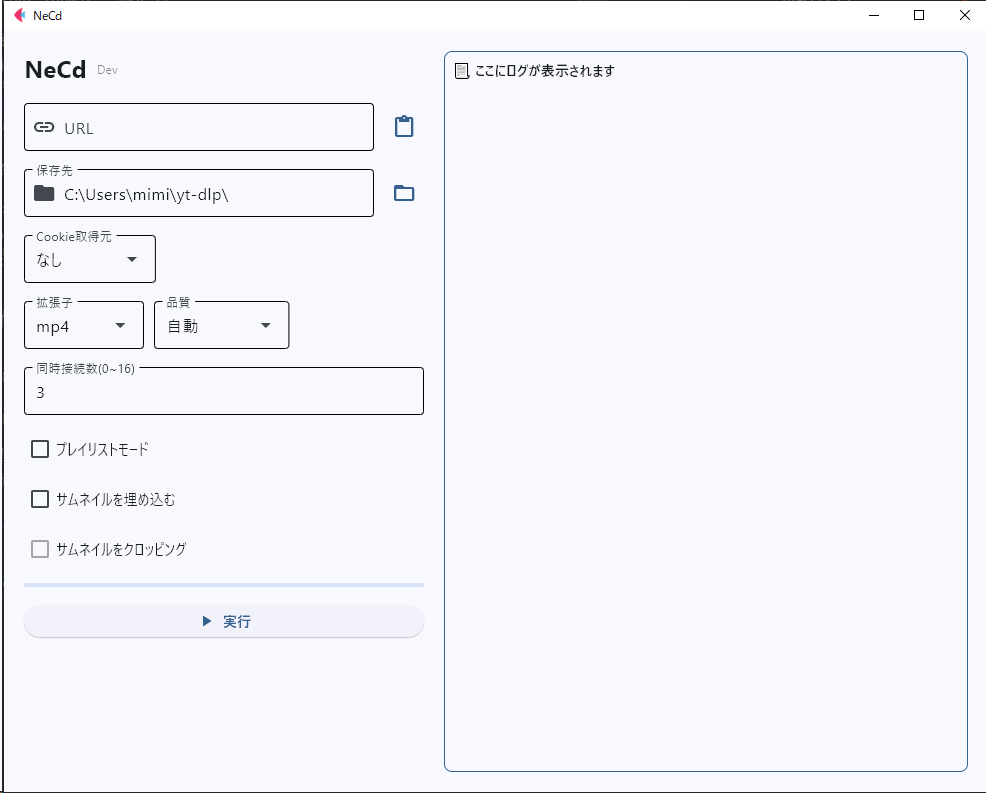 NeCd
NeCd Dev
URL
保存先
C:\Users\mimi\yt-dlp\
Cookie取得元
なし
拡張子
mp4
品質
自動
同時接続数(0~16)
3
プレイリストモード
サムネイルを埋め込む
サムネイルをクロッピング
実行
ここにログが表示されます